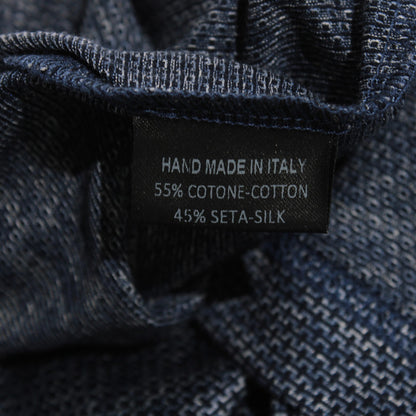 HAND MADE IN ITALY
55% COTONE-COTTON
45% SETA-SILK